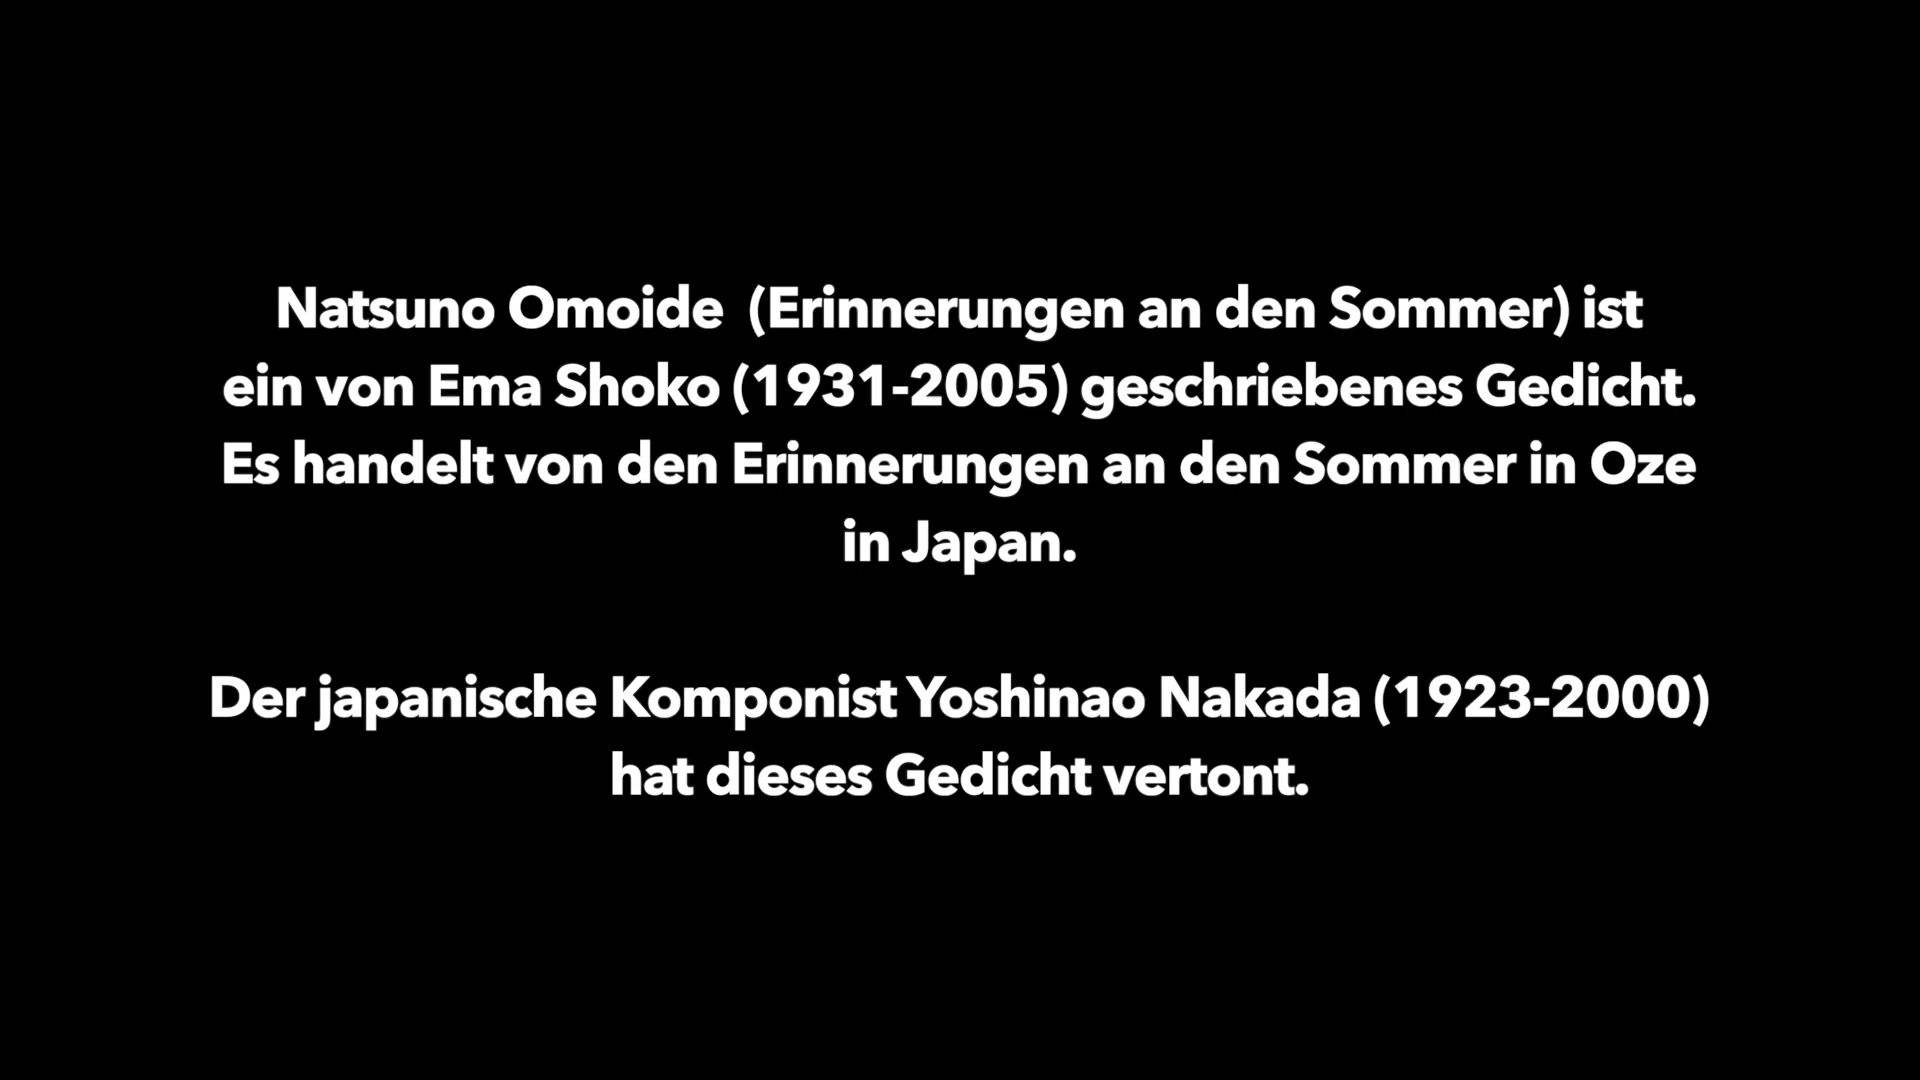 Natsuno Omoide  (Erinnerungen an den Sommer) ist
ein von Ema Shoko (1931-2005) geschriebenes Gedicht.
Es handelt von den Erinnerungen an den Sommer in Oze
in Japan.
Der japanische Komponist Yoshinao Nakada (1923-2000)
hat dieses Gedicht vertont.